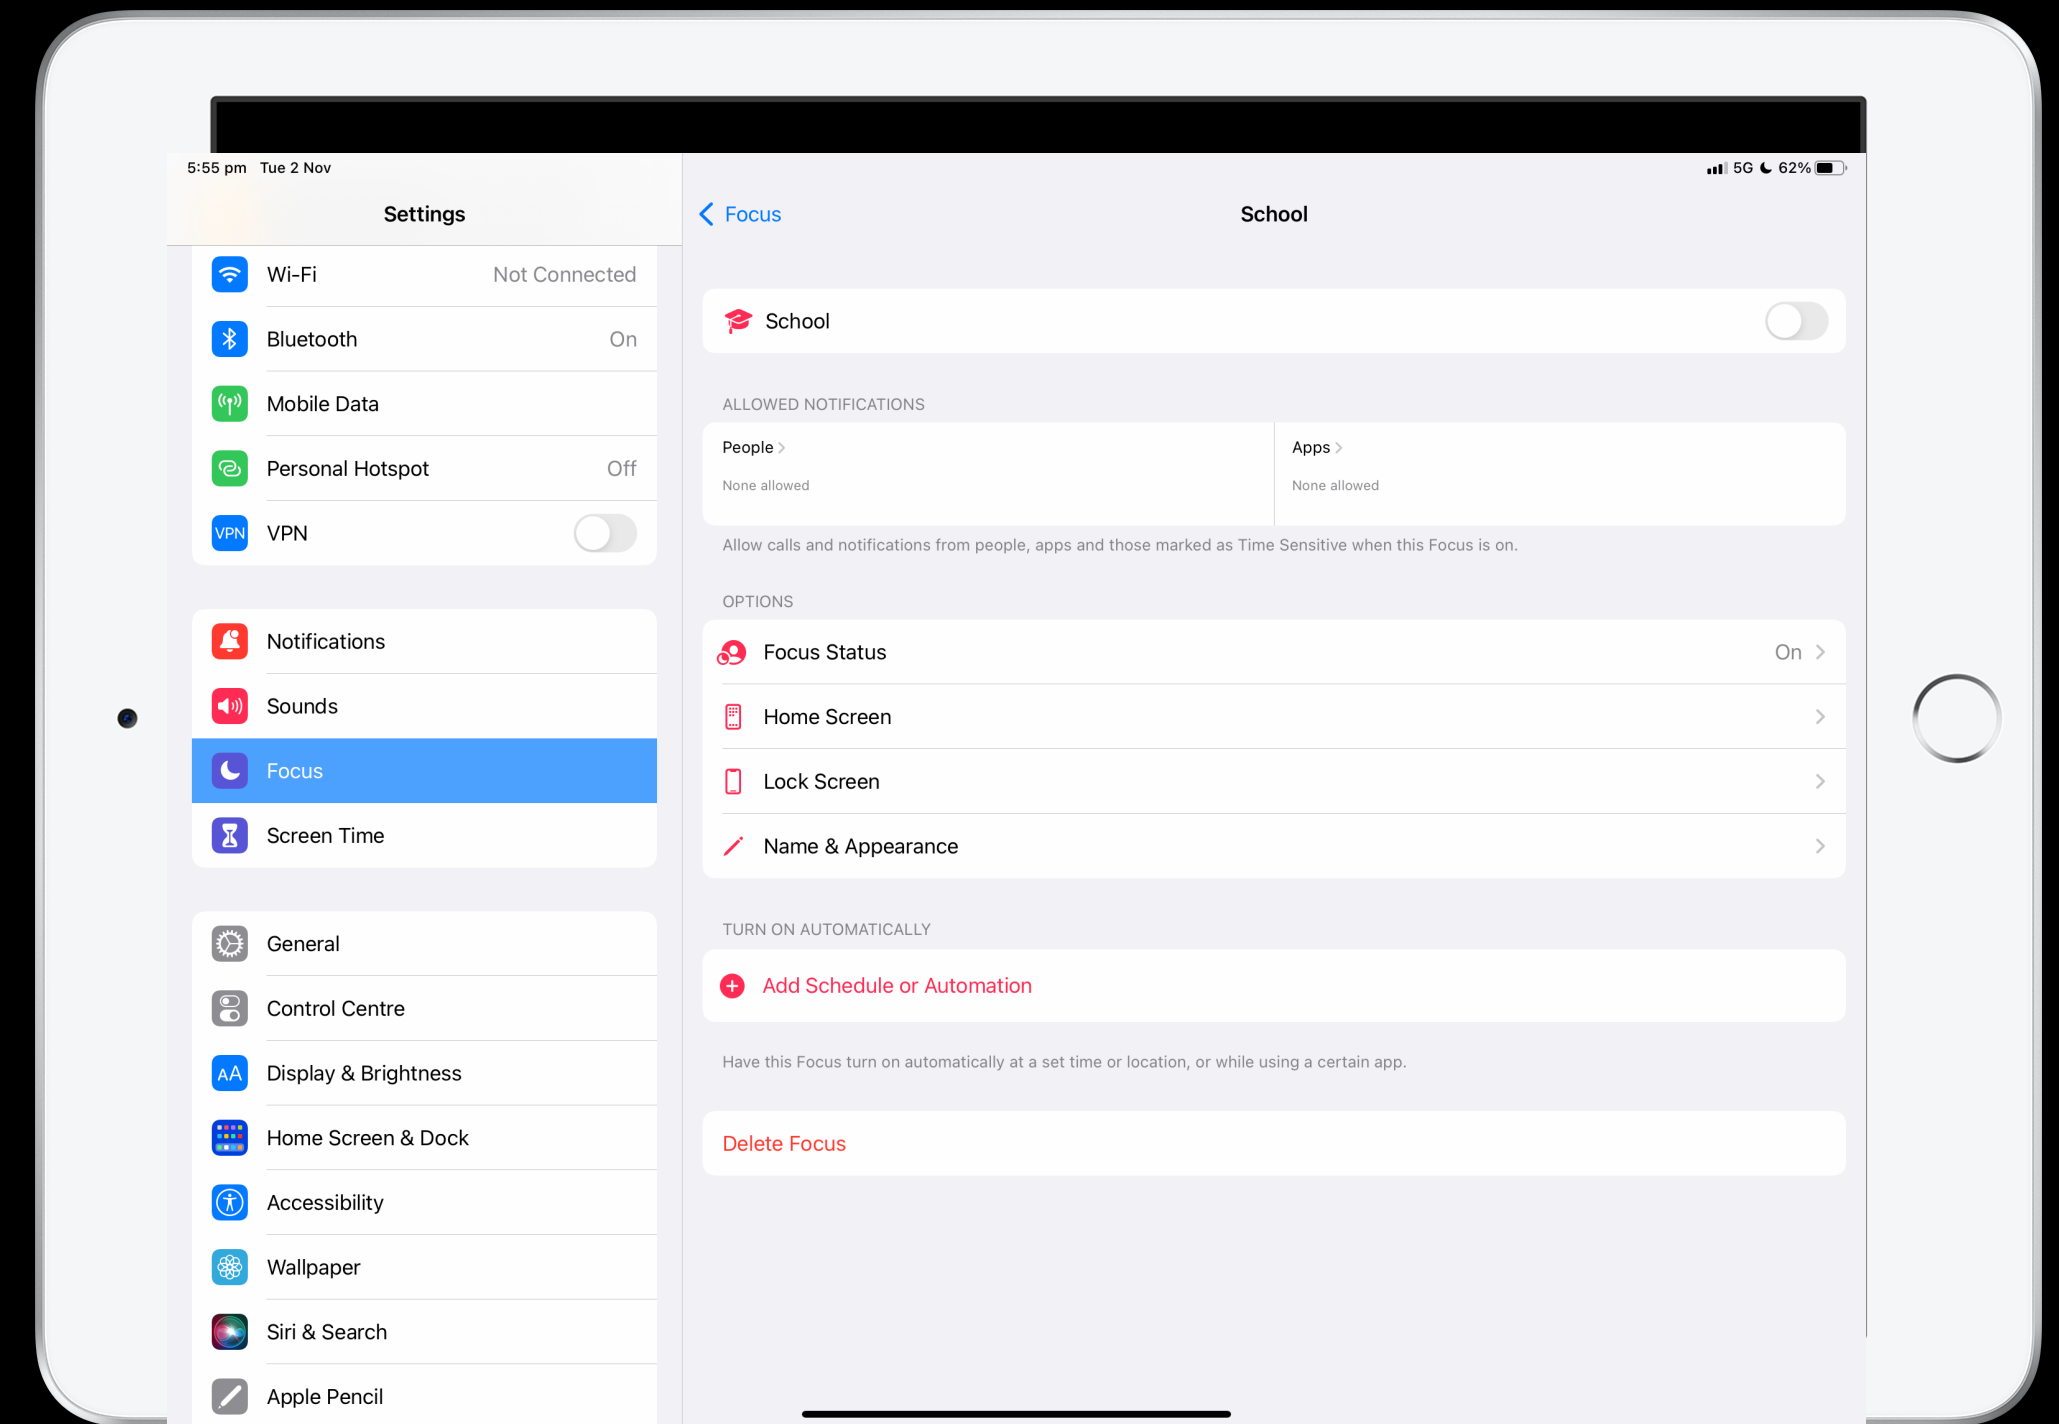 5:55 pm Tue 2 Nov
5G 62%
Settings
Wi-Fi Not Connected
Bluetooth On
Mobile Data
Personal Hotspot Off
VPN VPN
Notifications
Sounds
Focus
Screen Time
General
Control Centre
AA Display & Brightness
Home Screen & Dock
Accessibility
Wallpaper
Siri & Search
Apple Pencil
Focus
School
School
ALLOWED NOTIFICATIONS
People
None allowed
Apps
None allowed
Allow calls and notifications from people, apps and those marked as Time Sensitive when this Focus is on.
OPTIONS
Focus Status On
Home Screen
Lock Screen
Name & Appearance
TURN ON AUTOMATICALLY
Add Schedule or Automation
Have this Focus turn on automatically at a set time or location, or while using a certain app.
Delete Focus